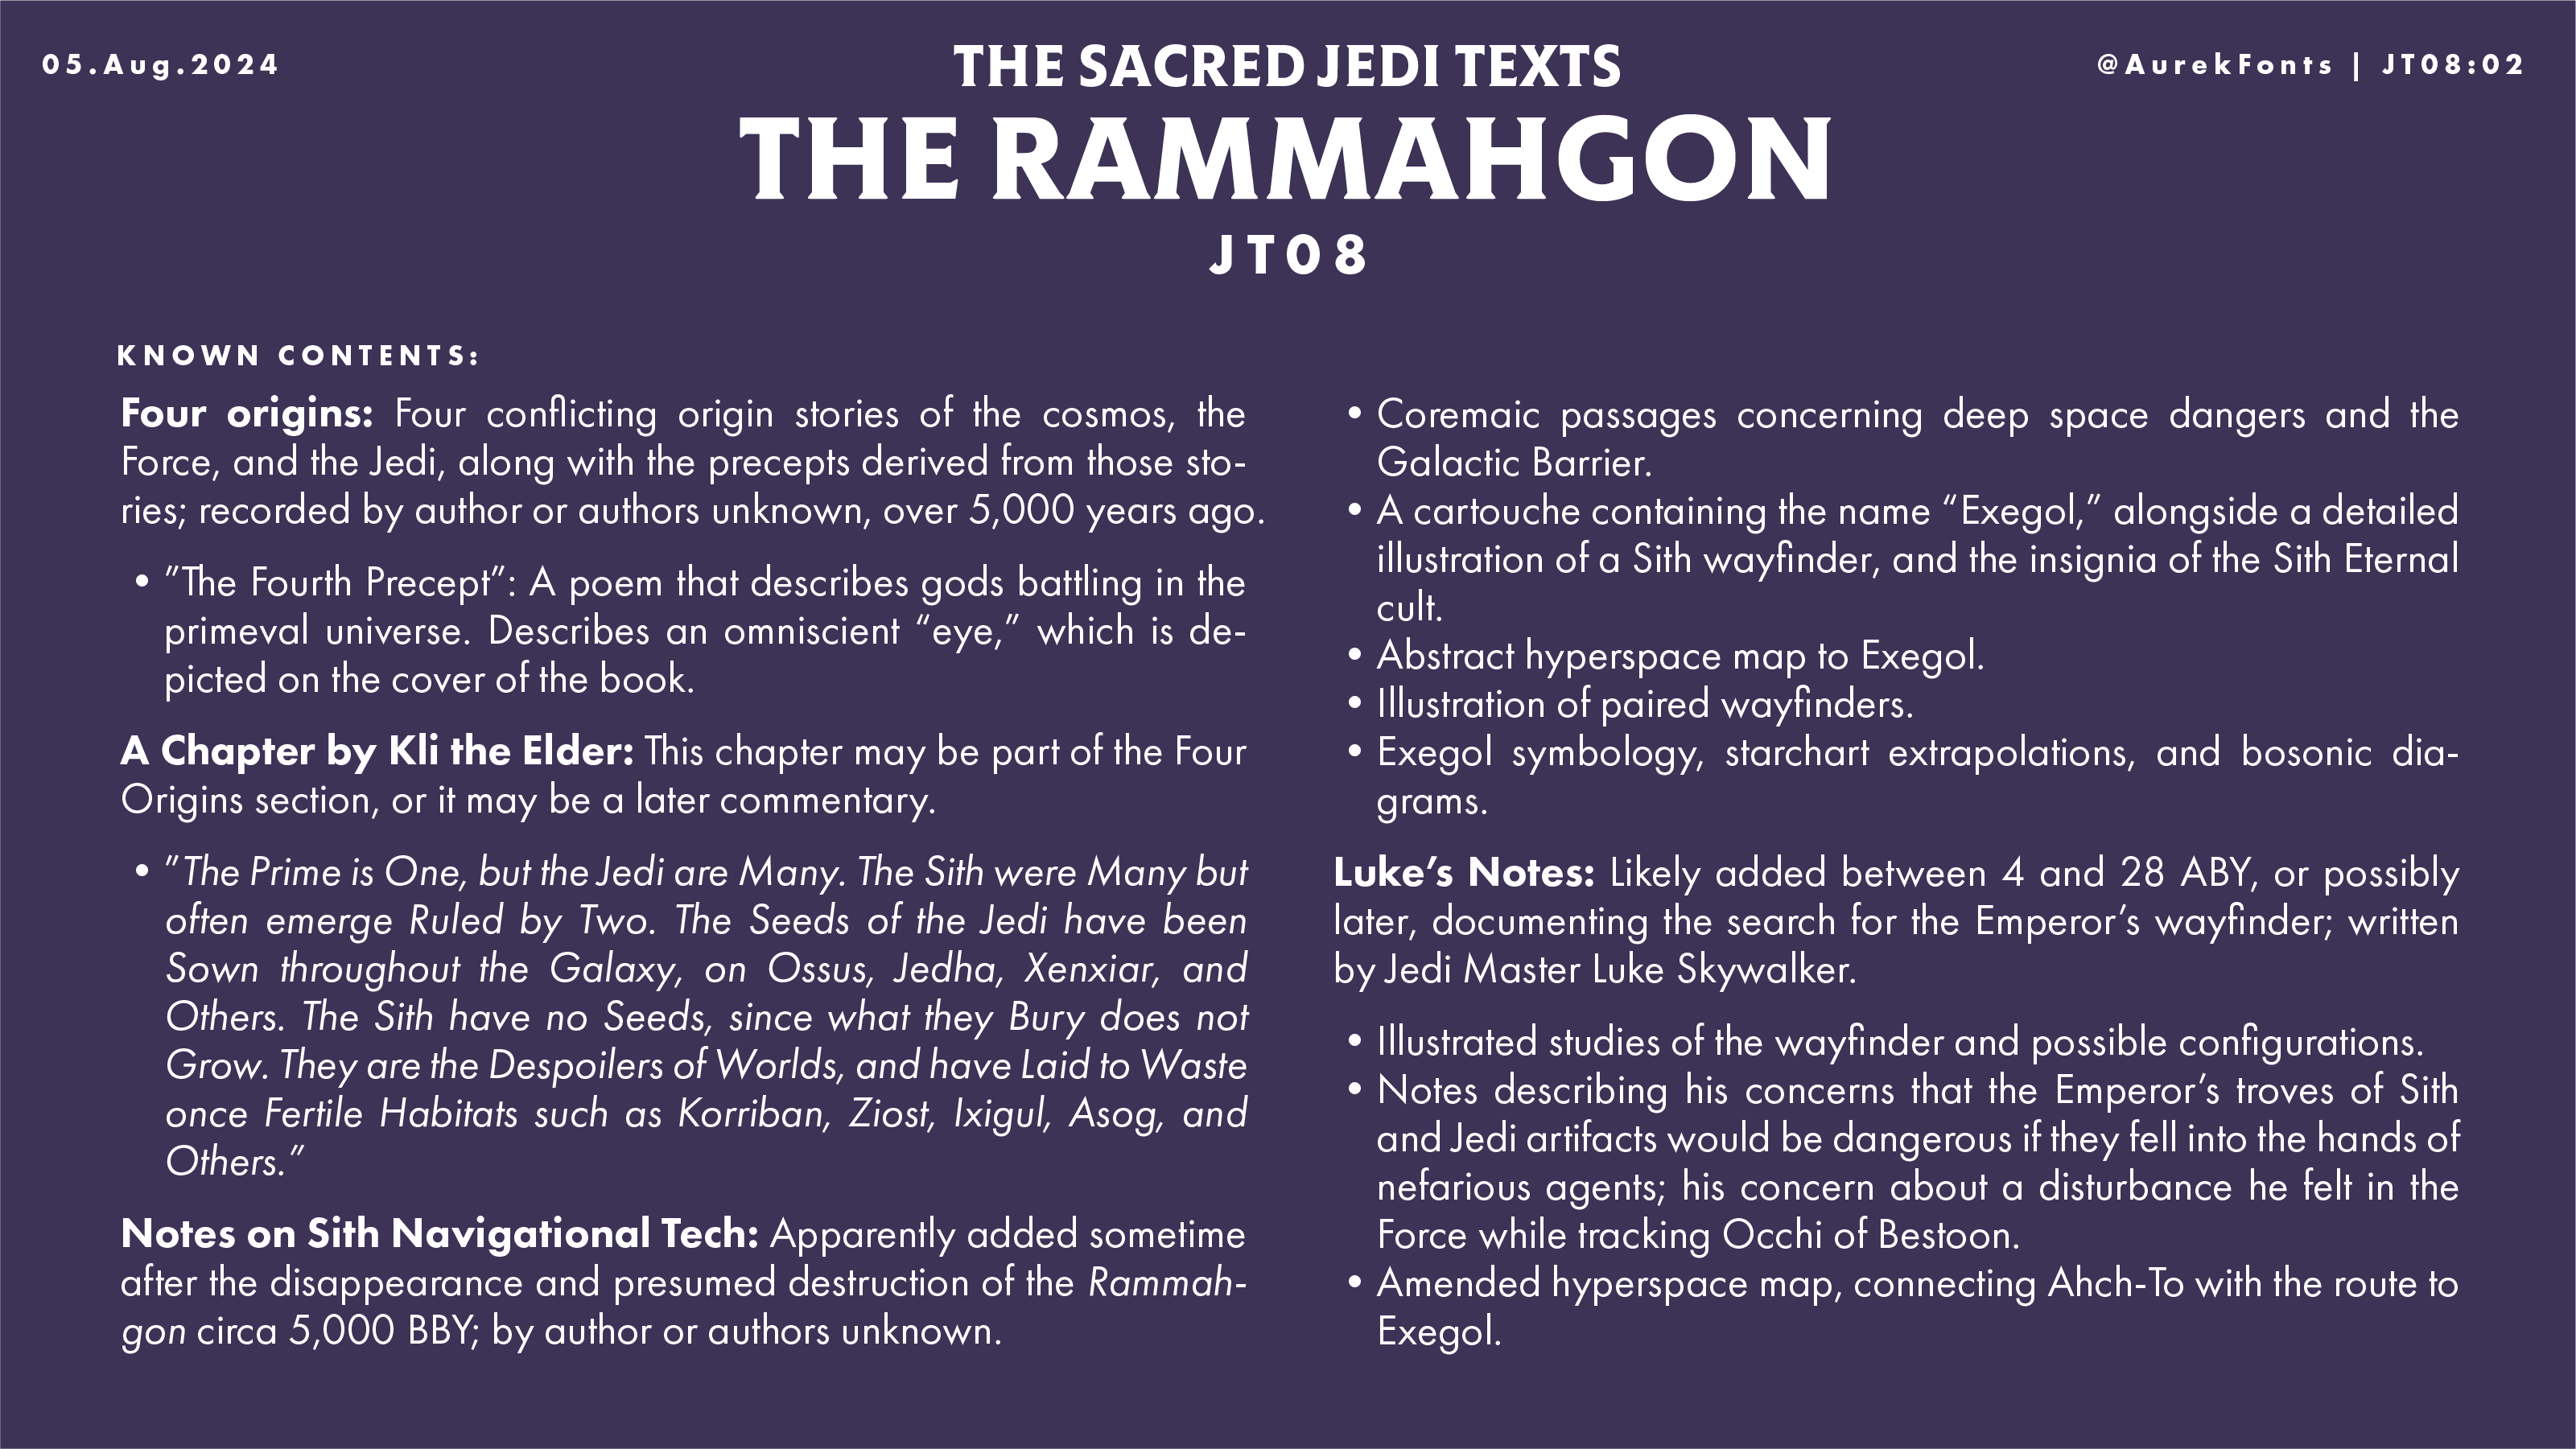 05.Aug.2024
THE SACRED JEDI TEXTS
@AurekFonts | JT08:02
THE RAMMAHGON
JT08
KNOWN CONTENTS:
Four origins: Four conflicting origin stories of the cosmos, the
Force, and the Jedi, along with the precepts derived from those sto-
ries; recorded by author or authors unknown, over 5,000 years ago.
• ”The Fourth Precept”: A poem that describes gods battling in the
primeval universe. Describes an omniscient “eye,” which is de-
picted on the cover of the book.
A Chapter by Kli the Elder: This chapter may be part of the Four
Origins section, or it may be a later commentary.
• ”The Prime is One, but the Jedi are Many. The Sith were Many but
often emerge Ruled by Two. The Seeds of the Jedi have been
Sown throughout the Galaxy, on Ossus, Jedha, Xenxiar, and
Others. The Sith have no Seeds, since what they Bury does not
Grow. They are the Despoilers of Worlds, and have Laid to Waste
once Fertile Habitats such as Korriban, Ziost, Ixigul, Asog, and
Others.”
Notes on Sith Navigational Tech: Apparently added sometime
after the disappearance and presumed destruction of the Rammah-
gon circa 5,000 BBY; by author or authors unknown.
• Coremaic passages concerning deep space dangers and the
Galactic Barrier.
• A cartouche containing the name “Exegol,” alongside a detailed
illustration of a Sith wayfinder, and the insignia of the Sith Eternal
cult.
• Abstract hyperspace map to Exegol.
• Illustration of paired wayfinders.
• Exegol symbology, starchart extrapolations, and bosonic dia-
grams.
Luke’s Notes: Likely added between 4 and 28 ABY, or possibly
later, documenting the search for the Emperor’s wayfinder; written
by Jedi Master Luke Skywalker.
• Illustrated studies of the wayfinder and possible configurations.
• Notes describing his concerns that the Emperor’s troves of Sith
and Jedi artifacts would be dangerous if they fell into the hands of
nefarious agents; his concern about a disturbance he felt in the
Force while tracking Occhi of Bestoon.
• Amended hyperspace map, connecting Ahch-To with the route to
Exegol.